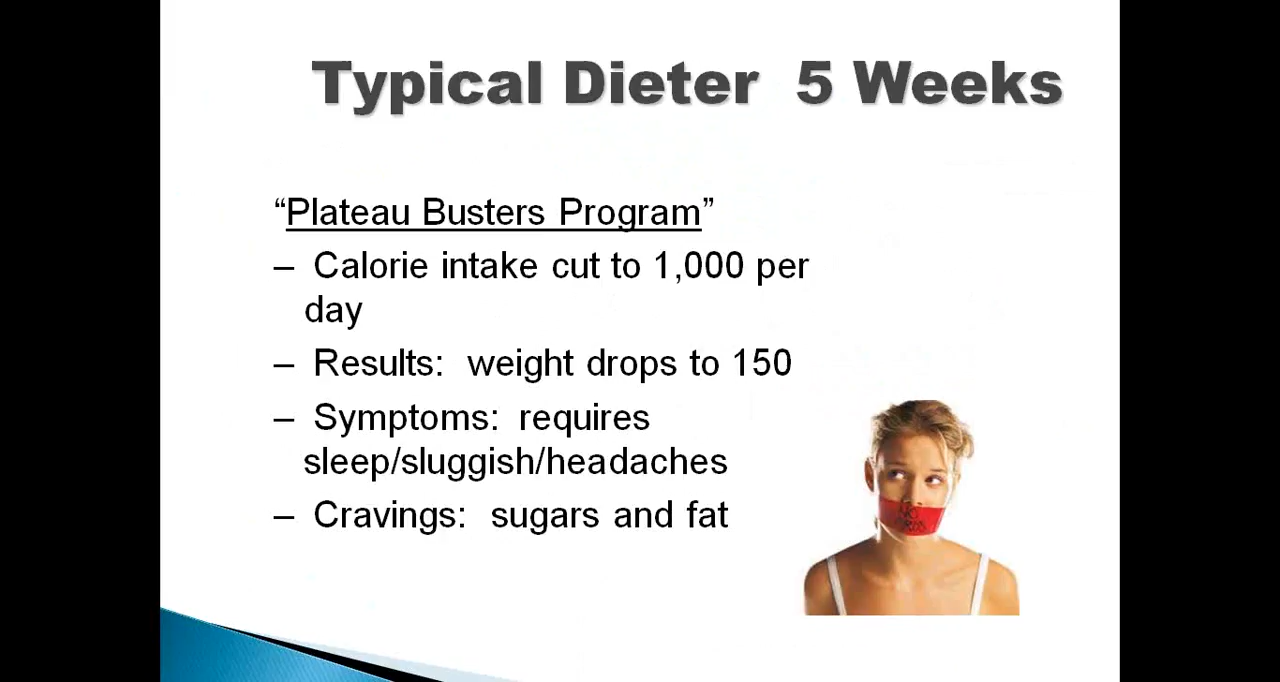 Typical Dieter 5 Weeks
“Plateau Busters Program”
– Calorie intake cut to 1,000 per
day
– Results: weight drops to 150
– Symptoms: requires
sleep/sluggish/headaches
– Cravings: sugars and fat
NO